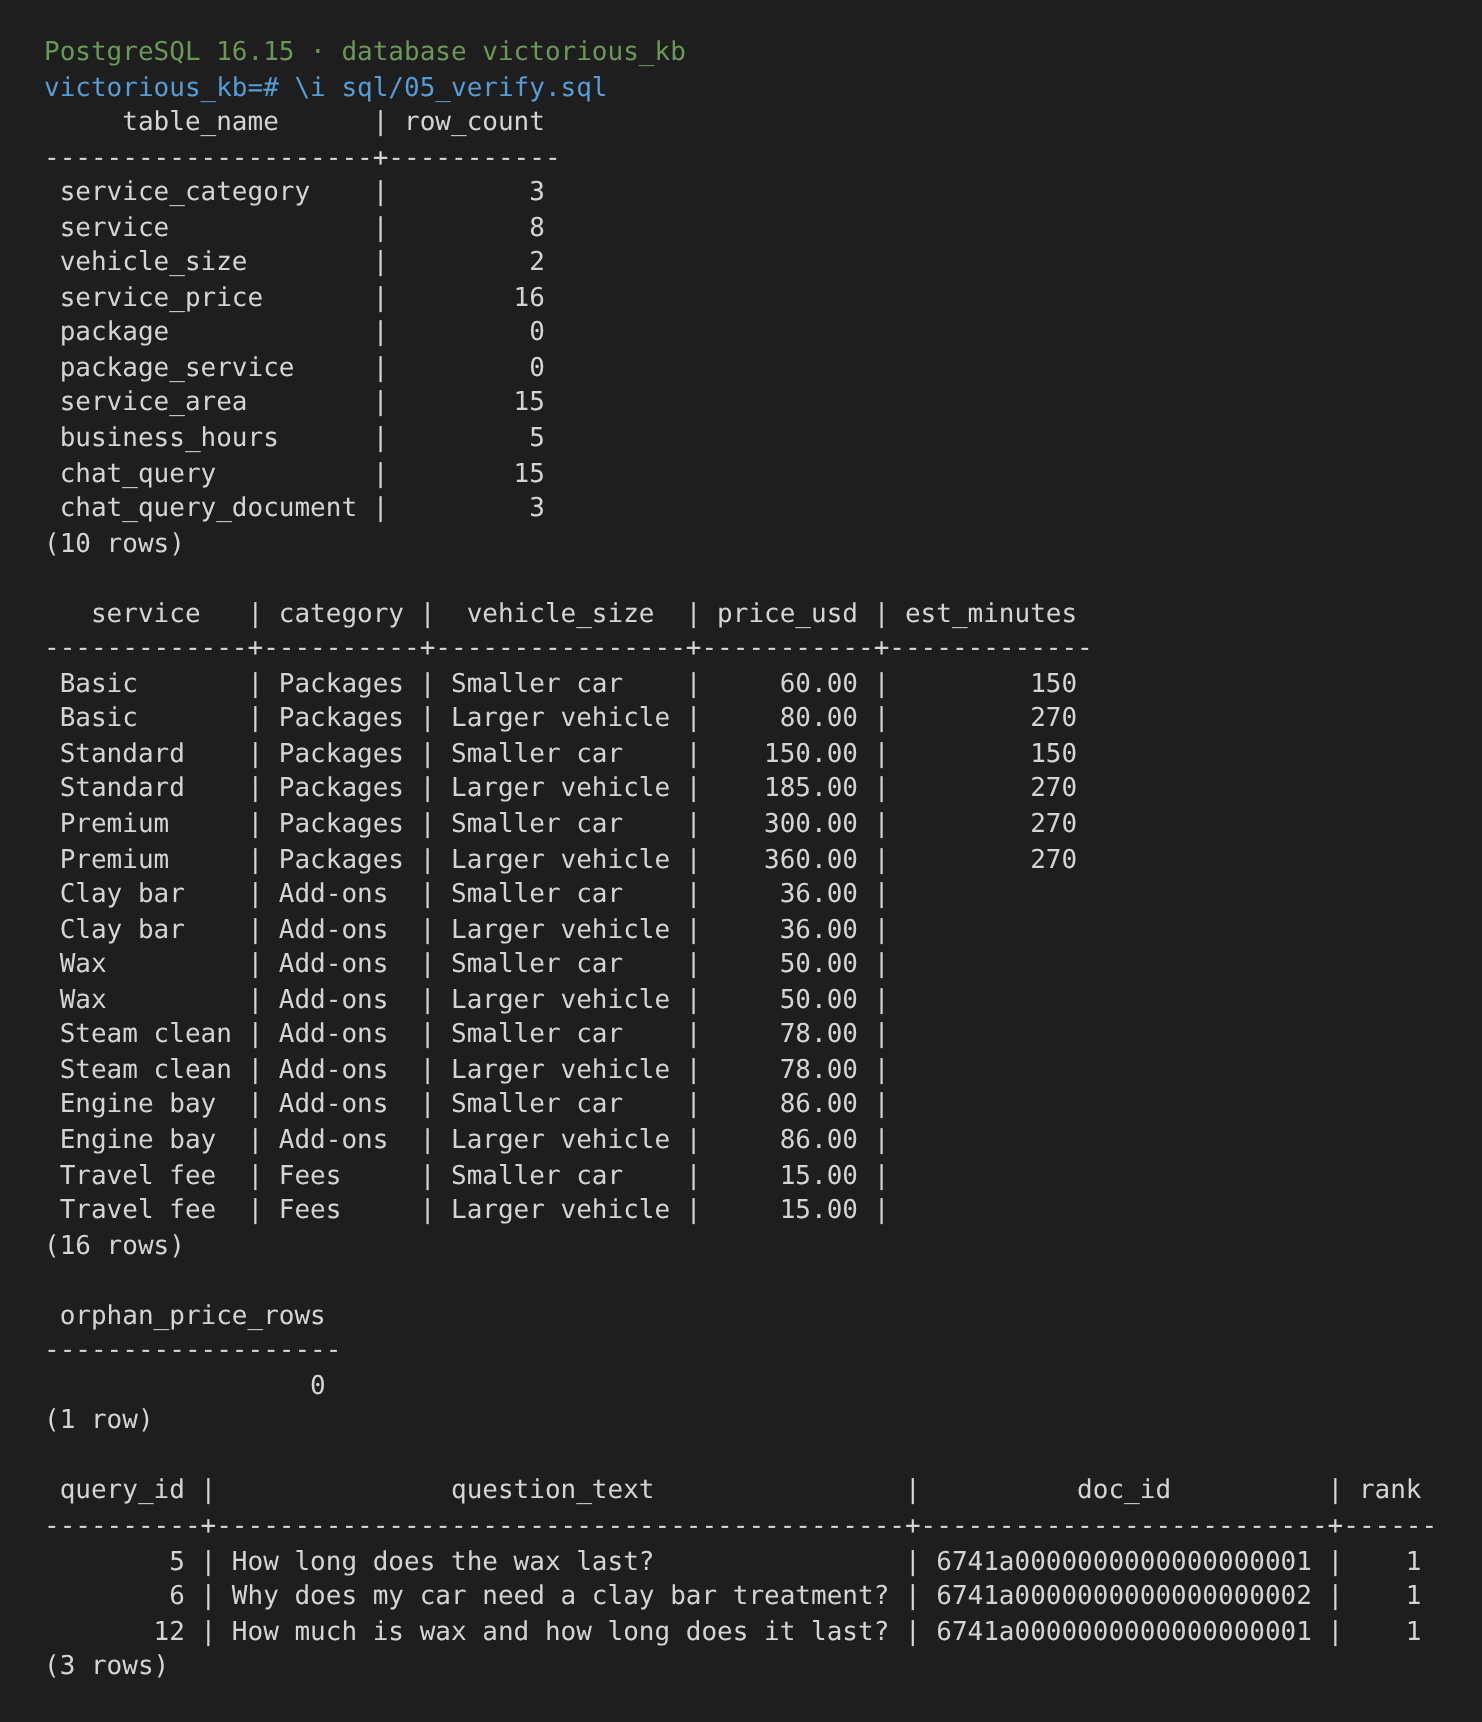 PostgreSQL 16.15 · database victorious_kb
victorious_kb=# \i sql/05_verify.sql
     table_name      | row_count
---------------------+-----------
 service_category    |         3
 service             |         8
 vehicle_size        |         2
 service_price       |        16
 package             |         0
 package_service     |         0
 service_area        |        15
 business_hours      |         5
 chat_query          |        15
 chat_query_document |         3
(10 rows)

   service   | category |  vehicle_size  | price_usd | est_minutes
-------------+----------+----------------+-----------+-------------
 Basic       | Packages | Smaller car    |     60.00 |         150
 Basic       | Packages | Larger vehicle |     80.00 |         270
 Standard    | Packages | Smaller car    |    150.00 |         150
 Standard    | Packages | Larger vehicle |    185.00 |         270
 Premium     | Packages | Smaller car    |    300.00 |         270
 Premium     | Packages | Larger vehicle |    360.00 |         270
 Clay bar    | Add-ons  | Smaller car    |     36.00 |
 Clay bar    | Add-ons  | Larger vehicle |     36.00 |
 Wax         | Add-ons  | Smaller car    |     50.00 |
 Wax         | Add-ons  | Larger vehicle |     50.00 |
 Steam clean | Add-ons  | Smaller car    |     78.00 |
 Steam clean | Add-ons  | Larger vehicle |     78.00 |
 Engine bay  | Add-ons  | Smaller car    |     86.00 |
 Engine bay  | Add-ons  | Larger vehicle |     86.00 |
 Travel fee  | Fees     | Smaller car    |     15.00 |
 Travel fee  | Fees     | Larger vehicle |     15.00 |
(16 rows)

 orphan_price_rows
-------------------
                 0
(1 row)

 query_id |               question_text                |          doc_id          | rank
----------+--------------------------------------------+--------------------------+------
        5 | How long does the wax last?                | 6741a0000000000000000001 |    1
        6 | Why does my car need a clay bar treatment? | 6741a0000000000000000002 |    1
       12 | How much is wax and how long does it last? | 6741a0000000000000000001 |    1
(3 rows)